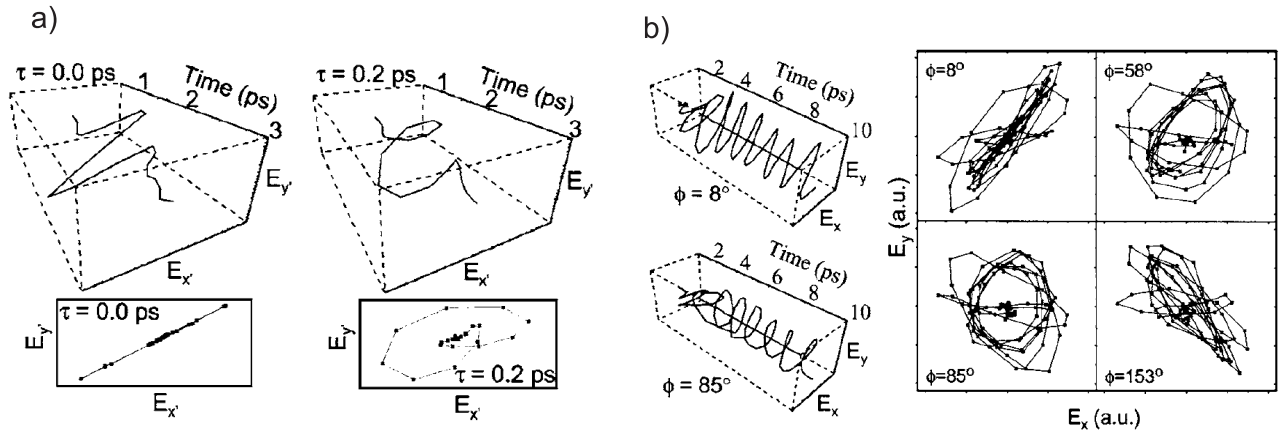 a)
τ = 0.0 ps
Time (ps)
1
2
3
E_y'
E_x'
τ = 0.0 ps
E_y'
E_x'
τ = 0.2 ps
Time (ps)
1
2
3
E_y'
E_x'
τ = 0.2 ps
E_y'
E_x'
b)
2
4
6
8
10
Time (ps)
E_y
E_x
ϕ = 8°
2
4
6
8
10
Time (ps)
E_y
E_x
ϕ = 85°
ϕ=8°
ϕ=58°
ϕ=85°
ϕ=153°
E_y (a.u.)
E_x (a.u.)